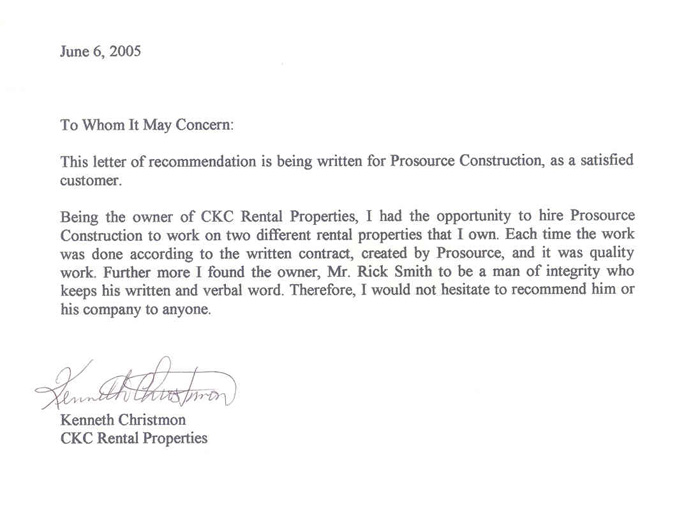 June 6, 2005
To Whom It May Concern:
This letter of recommendation is being written for Prosource Construction, as a satisfied
customer.
Being the owner of CKC Rental Properties, I had the opportunity to hire Prosource
Construction to work on two different rental properties that I own. Each time the work
was done according to the written contract, created by Prosource, and it was quality
work. Further more I found the owner, Mr. Rick Smith to be a man of integrity who
keeps his written and verbal word. Therefore, I would not hesitate to recommend him or
his company to anyone.
Kenneth Christmon
Kenneth Christmon
CKC Rental Properties